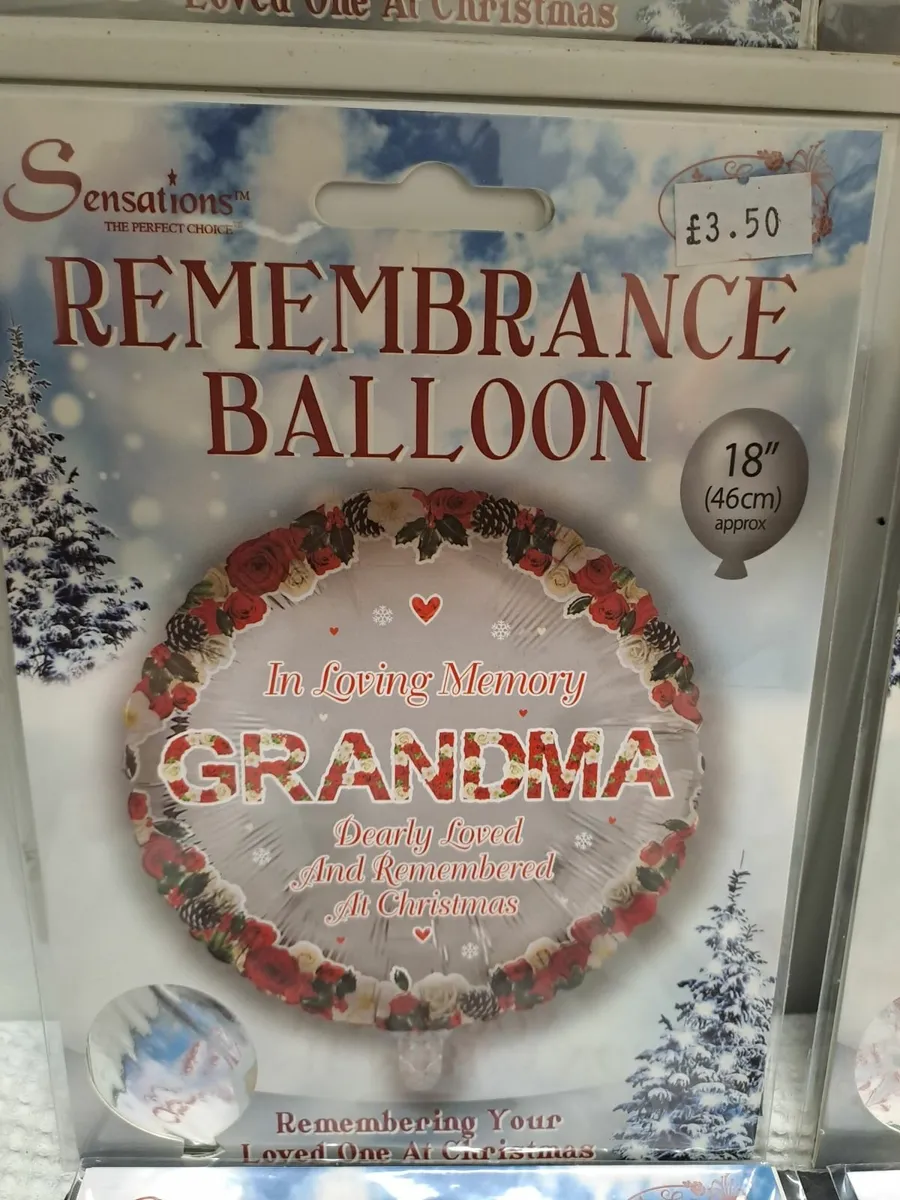 Loved One At Christmas
Sensations™
THE PERFECT CHOICE™
£3.50
REMEMBRANCE
BALLOON
18"
(46cm)
approx
In Loving Memory
GRANDMA
Dearly Loved
And Remembered
At Christmas
Remembering Your
Loved One At Christmas